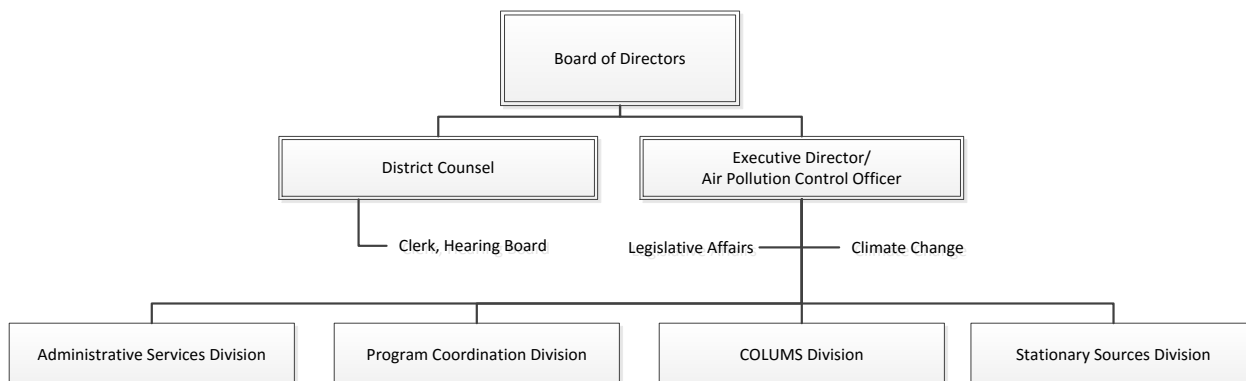 Board of Directors
District Counsel
Executive Director/
Air Pollution Control Officer
Clerk, Hearing Board
Legislative Affairs
Climate Change
Administrative Services Division
Program Coordination Division
COLUMS Division
Stationary Sources Division